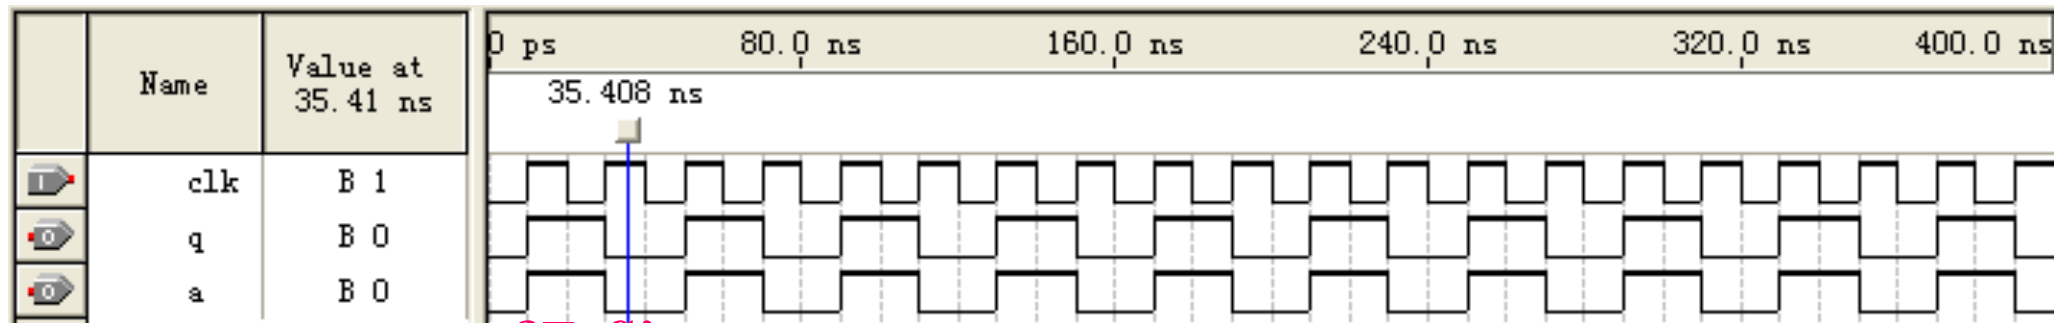 0 ps 80.0 ns 160.0 ns 240.0 ns 320.0 ns 400.0 ns
Name
Value at
35.41 ns
35.408 ns
I clk B 1
O q B 0
O a B 0